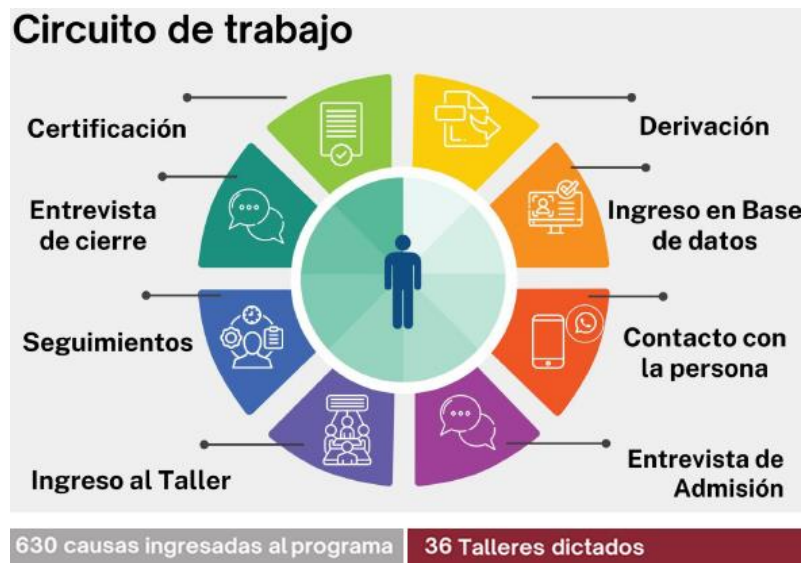 Circuito de trabajo
Certificación
Derivación
Entrevista
de cierre
Ingreso en Base
de datos
Seguimientos
Contacto con
la persona
Ingreso al Taller
Entrevista de
Admisión
630 causas ingresadas al programa
36 Talleres dictados